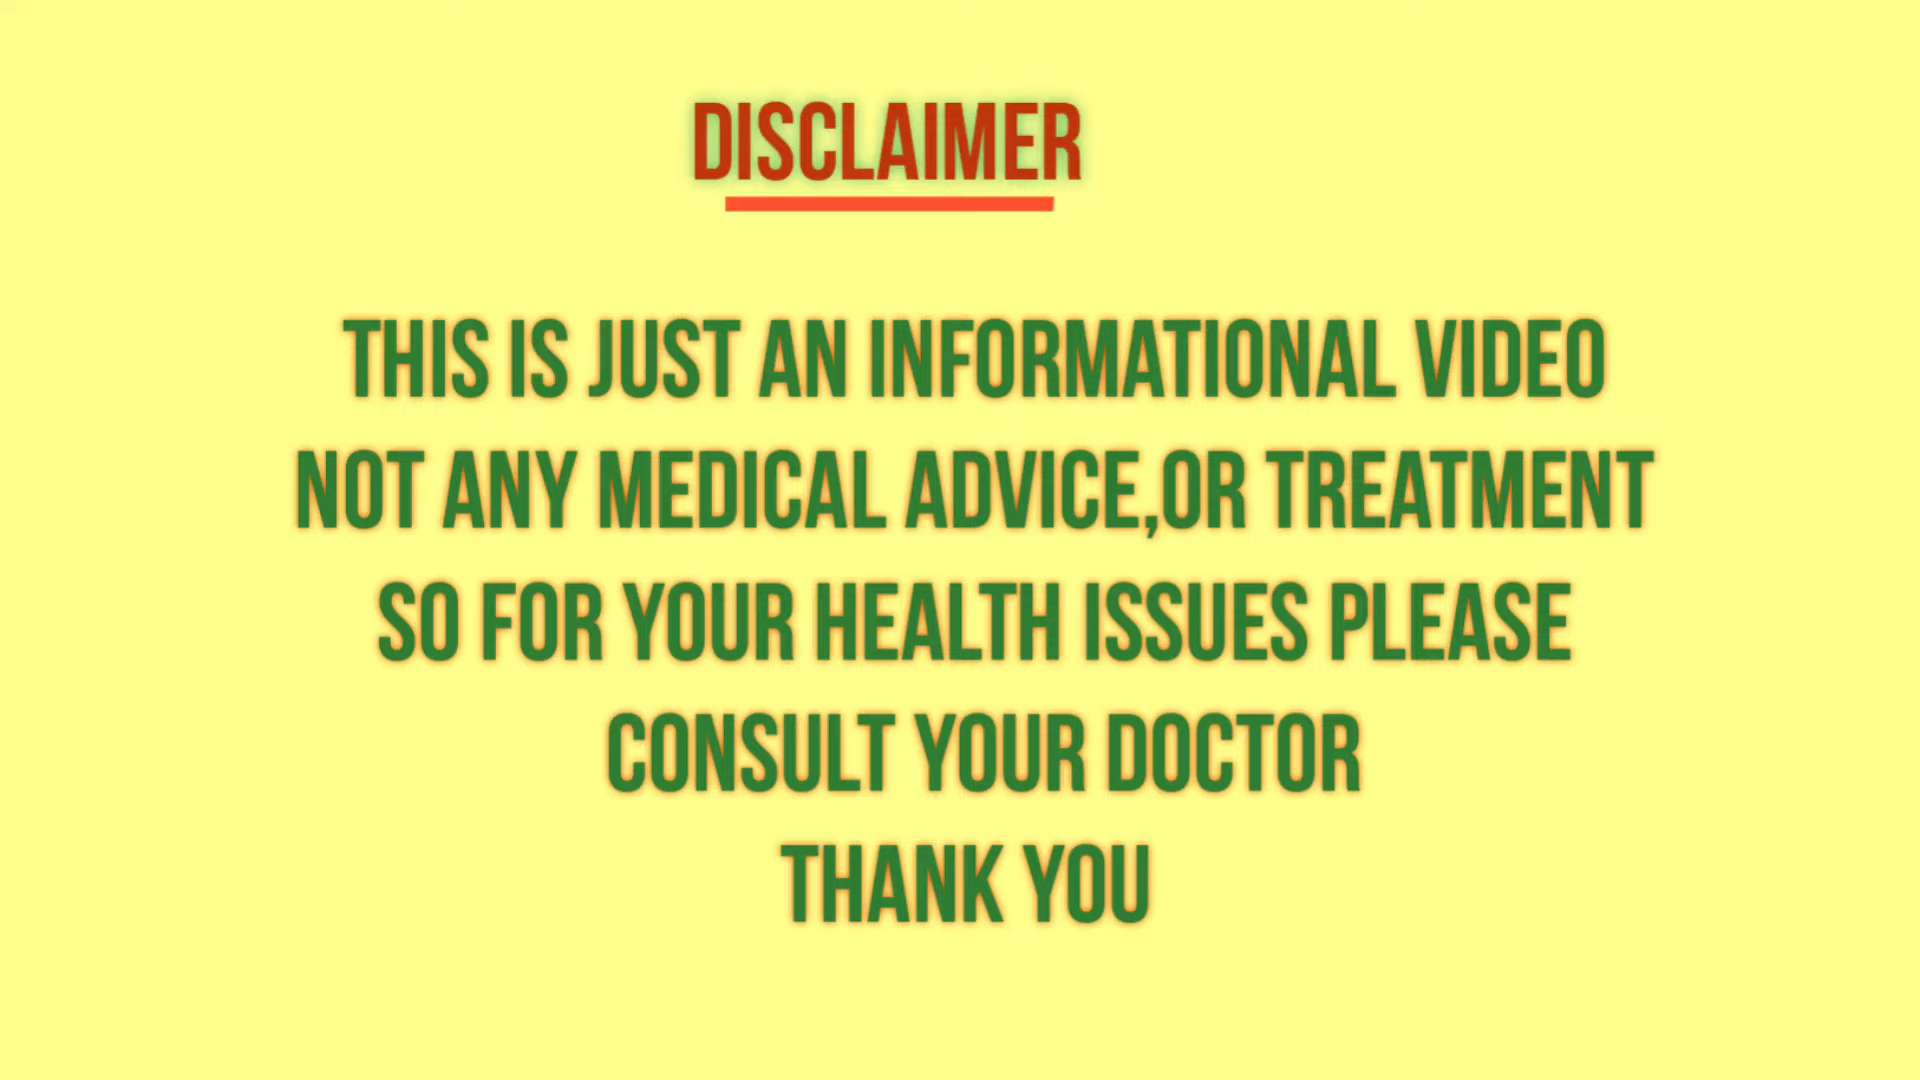 DISCLAIMER
THIS IS JUST AN INFORMATIONAL VIDEO
NOT ANY MEDICAL ADVICE,OR TREATMENT
SO FOR YOUR HEALTH ISSUES PLEASE
CONSULT YOUR DOCTOR
THANK YOU